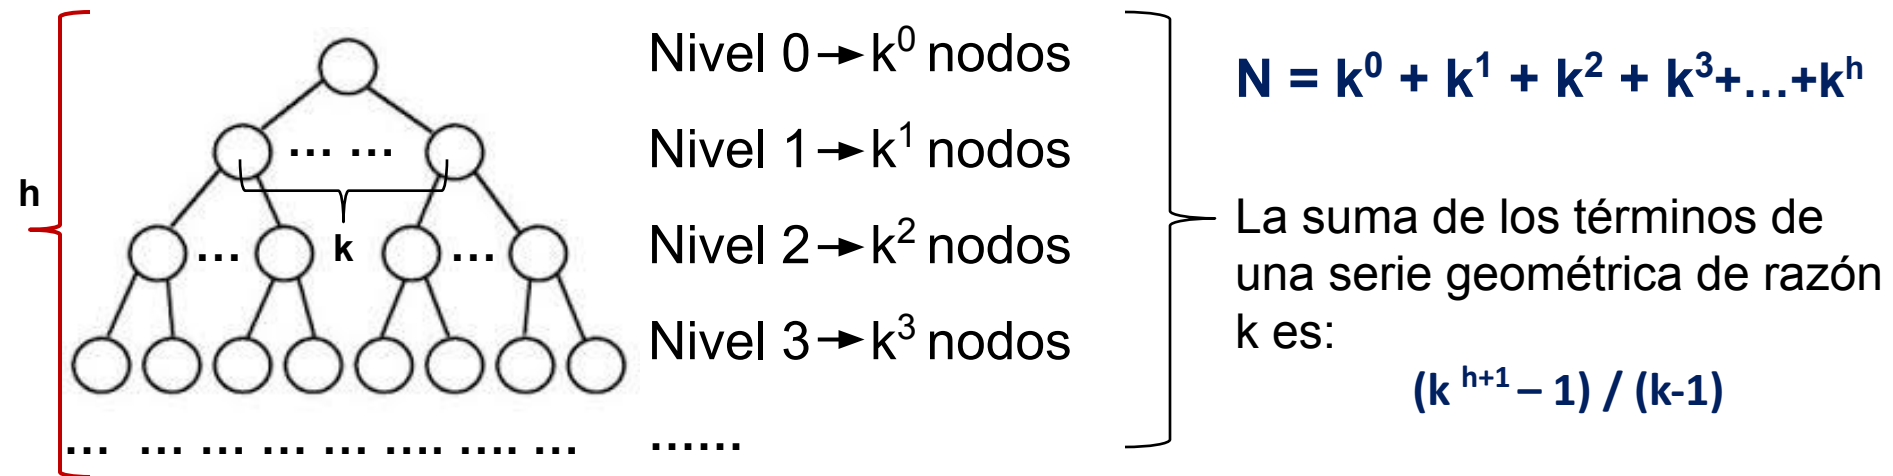 h
… …
k
…
…
… … … … … …. …. …
Nivel 0 → k⁰ nodos
Nivel 1 → k¹ nodos
Nivel 2 → k² nodos
Nivel 3 → k³ nodos
……
N = k⁰ + k¹ + k² + k³+…+kʰ
La suma de los términos de
una serie geométrica de razón
k es:
(k ʰ⁺¹ – 1) / (k-1)